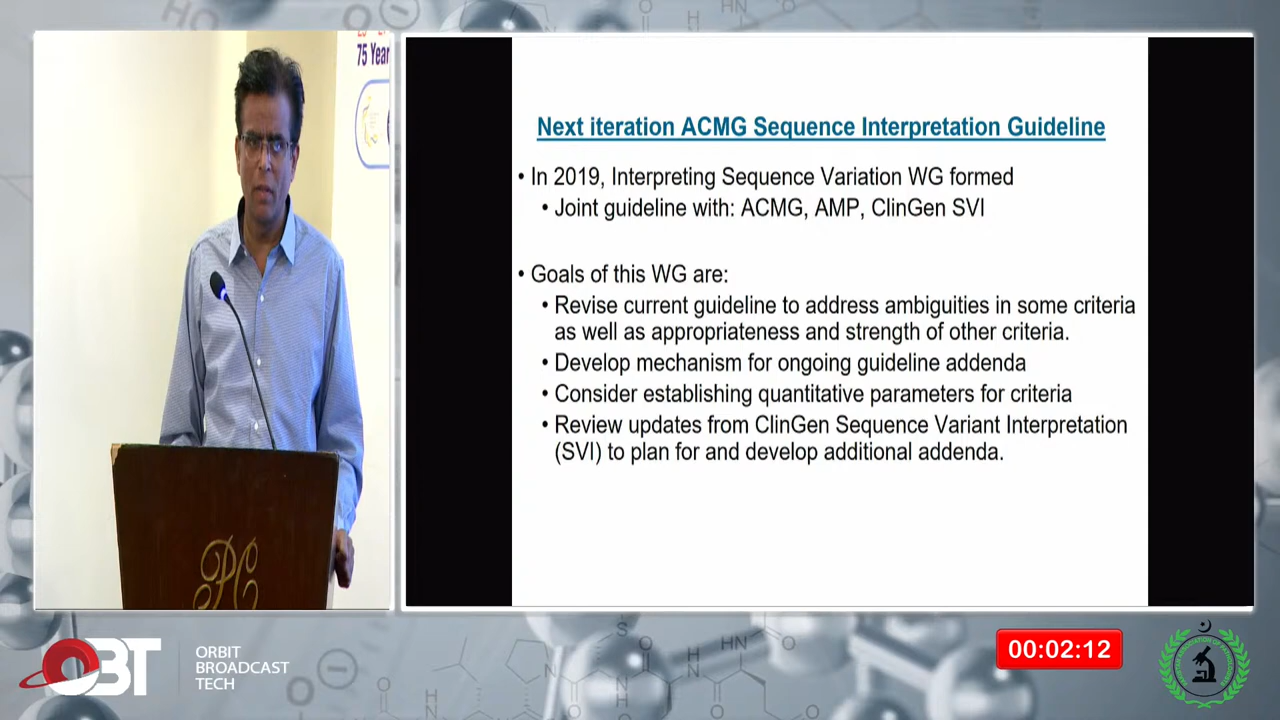 75 Year
Next iteration ACMG Sequence Interpretation Guideline
• In 2019, Interpreting Sequence Variation WG formed
• Joint guideline with: ACMG, AMP, ClinGen SVI
• Goals of this WG are:
• Revise current guideline to address ambiguities in some criteria
as well as appropriateness and strength of other criteria.
• Develop mechanism for ongoing guideline addenda
• Consider establishing quantitative parameters for criteria
• Review updates from ClinGen Sequence Variant Interpretation
(SVI) to plan for and develop additional addenda.
PC
OBT
ORBIT
BROADCAST
TECH
00:02:12
HN
N
S
HN